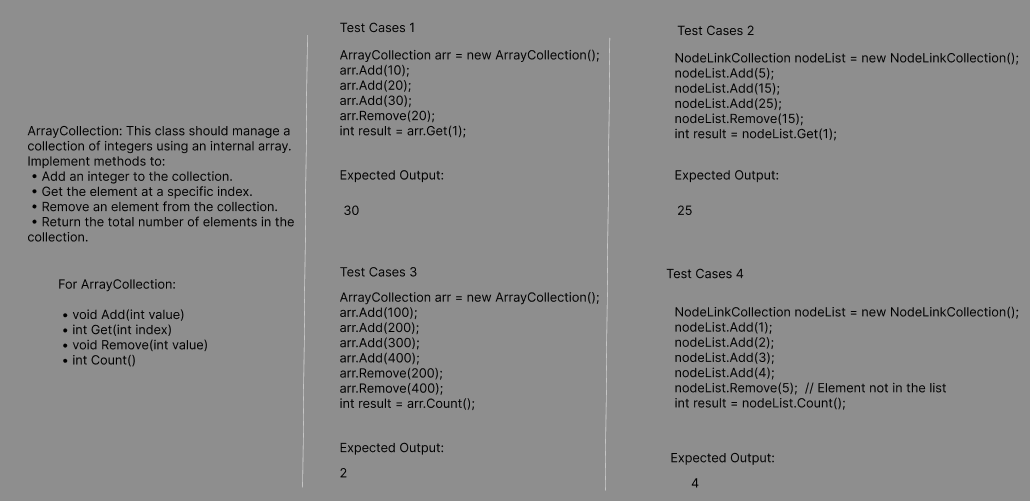 ArrayCollection: This class should manage a
collection of integers using an internal array.
Implement methods to:
• Add an integer to the collection.
• Get the element at a specific index.
• Remove an element from the collection.
• Return the total number of elements in the
collection.
For ArrayCollection:
• void Add(int value)
• int Get(int index)
• void Remove(int value)
• int Count()
Test Cases 1
ArrayCollection arr = new ArrayCollection();
arr.Add(10);
arr.Add(20);
arr.Add(30);
arr.Remove(20);
int result = arr.Get(1);
Expected Output:
30
Test Cases 2
NodeLinkCollection nodeList = new NodeLinkCollection();
nodeList.Add(5);
nodeList.Add(15);
nodeList.Add(25);
nodeList.Remove(15);
int result = nodeList.Get(1);
Expected Output:
25
Test Cases 3
ArrayCollection arr = new ArrayCollection();
arr.Add(100);
arr.Add(200);
arr.Add(300);
arr.Add(400);
arr.Remove(200);
arr.Remove(400);
int result = arr.Count();
Expected Output:
2
Test Cases 4
NodeLinkCollection nodeList = new NodeLinkCollection();
nodeList.Add(1);
nodeList.Add(2);
nodeList.Add(3);
nodeList.Add(4);
nodeList.Remove(5); // Element not in the list
int result = nodeList.Count();
Expected Output:
4